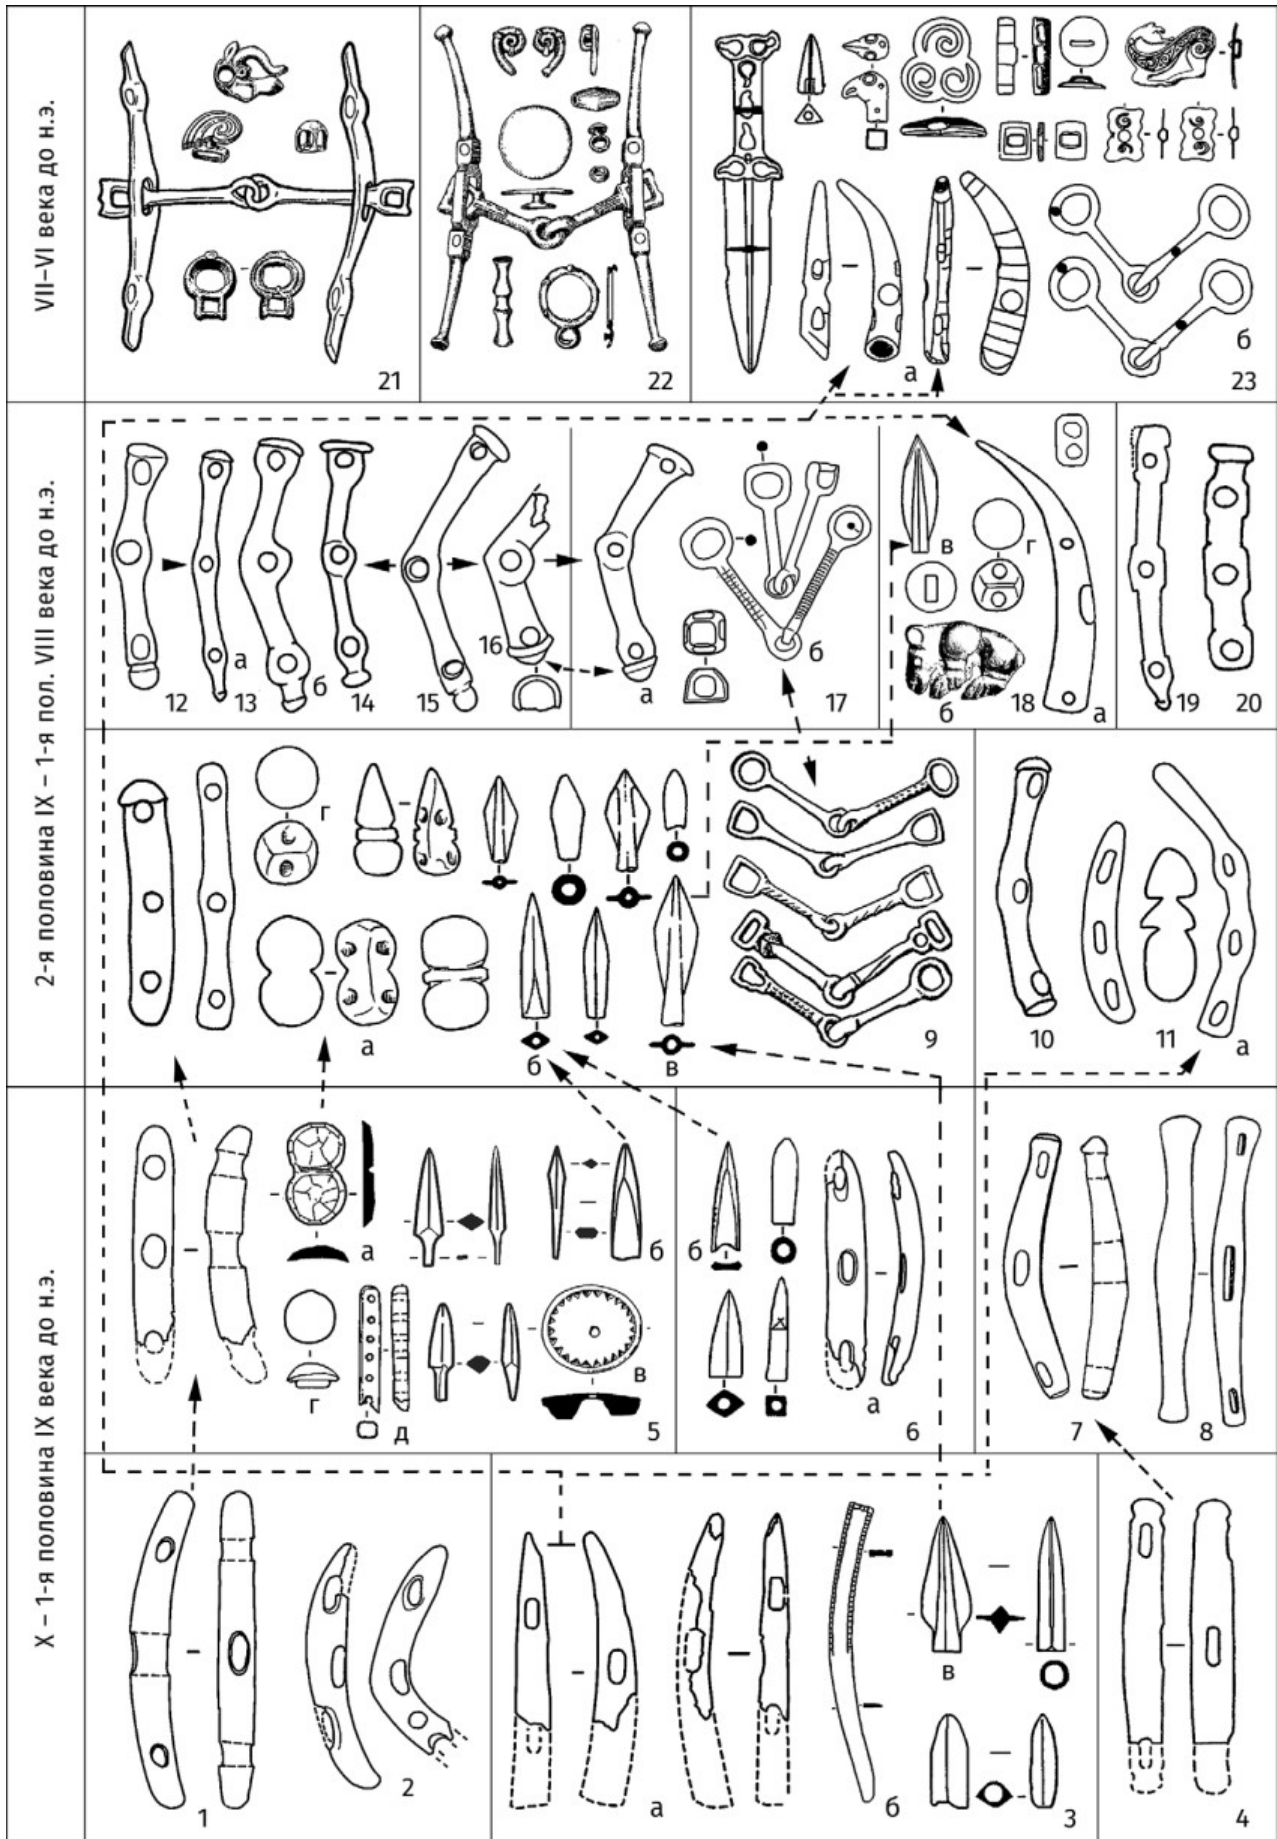 VII–VI века до н.э.
21
22
а
б
23
2-я половина IX – 1-я пол. VIII века до н.э.
12
а
13
б
14
15
16
а
б
17
в
г
б
18
а
19
20
г
а
б
в
9
10
11
а
X – 1-я половина IX века до н.э.
а
б
г
д
в
5
б
а
6
7
8
1
2
а
б
в
3
4